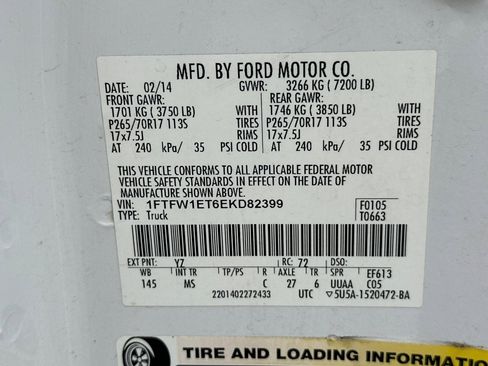 MFD. BY FORD MOTOR CO.
DATE: 02/14 GVWR: 3266 KG ( 7200 LB)
FRONT GAWR: REAR GAWR:
1701 KG ( 3750 LB) WITH 1746 KG ( 3850 LB) WITH
P265/70R17 113S TIRES P265/70R17 113S TIRES
17x7.5J RIMS 17x7.5J RIMS
AT 240 kPa/ 35 PSI COLD AT 240 kPa/ 35 PSI COLD
THIS VEHICLE CONFORMS TO ALL APPLICABLE FEDERAL MOTOR
VEHICLE SAFETY STANDARDS IN EFFECT ON THE DATE OF
MANUFACTURE SHOWN ABOVE.
VIN: 1FTFW1ET6EKD82399 F0105
TYPE: Truck T0663
EXT PNT: YZ RC: 72 DSO:
WB INT TR TP/PS R AXLE TR SPR EF613
145 MS C 27 6 UUAA C05
2201402272433 UTC ▽5U5A-1520472-BA
TIRE AND LOADING INFORMATION